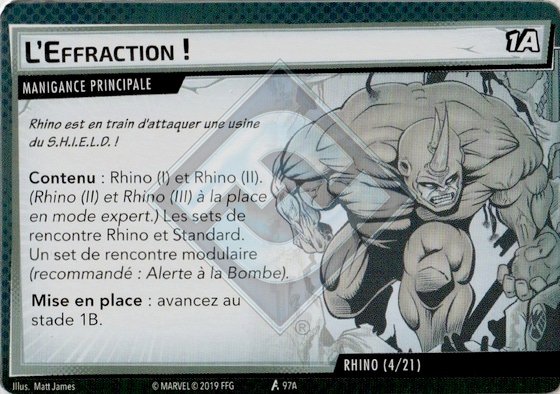 L'Effraction !
1A
MANIGANCE PRINCIPALE
Rhino est en train d'attaquer une usine
du S.H.I.E.L.D. !
Contenu : Rhino (I) et Rhino (II).
(Rhino (II) et Rhino (III) à la place
en mode expert.) Les sets de
rencontre Rhino et Standard.
Un set de rencontre modulaire
(recommandé : Alerte à la Bombe).
Mise en place : avancez au
stade 1B.
®
RHINO (4/21)
Illus. Matt James
© MARVEL © 2019 FFG
97A